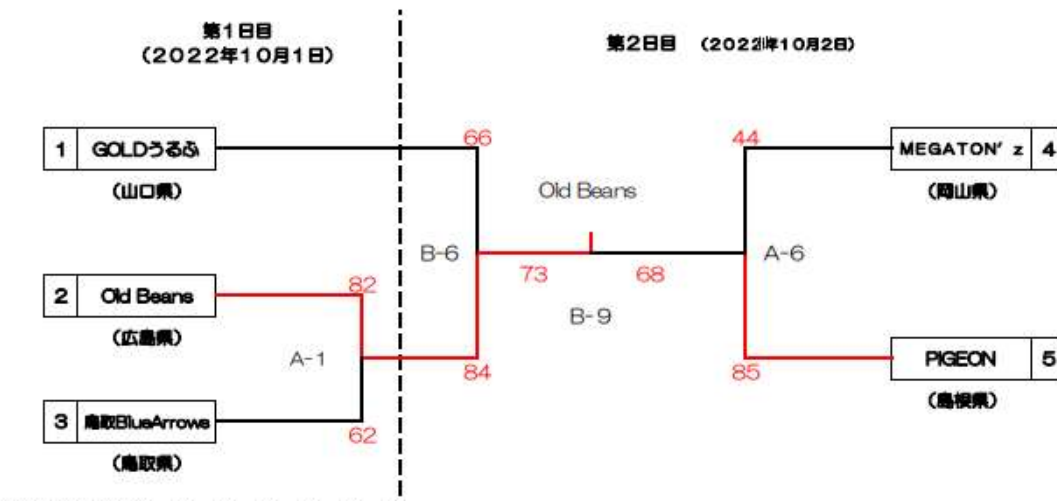 第1日目
(2022年10月1日)
第2日目 (2022年10月2日)
66
44
1 GOLDうるふ
MEGATON' z 4
(山口県)
Old Beans
(岡山県)
B-6
A-6
73
68
2 Old Beans
82
B-9
(広島県)
A-1
84
85
PIGEON 5
(島根県)
3 鳥取BlueArrows
62
(鳥取県)